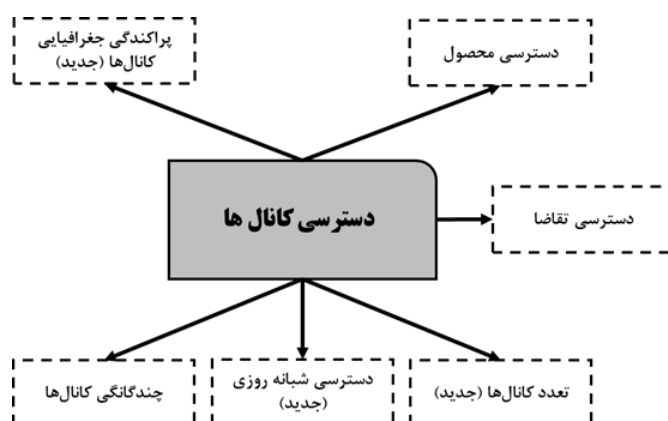 دسترسی محصول
پراکندگی جغرافیایی
کانال‌ها (جدید)
دسترسی کانال ها
دسترسی تقاضا
تعدد کانال‌ها (جدید)
دسترسی شبانه روزی
(جدید)
چندگانگی کانال‌ها